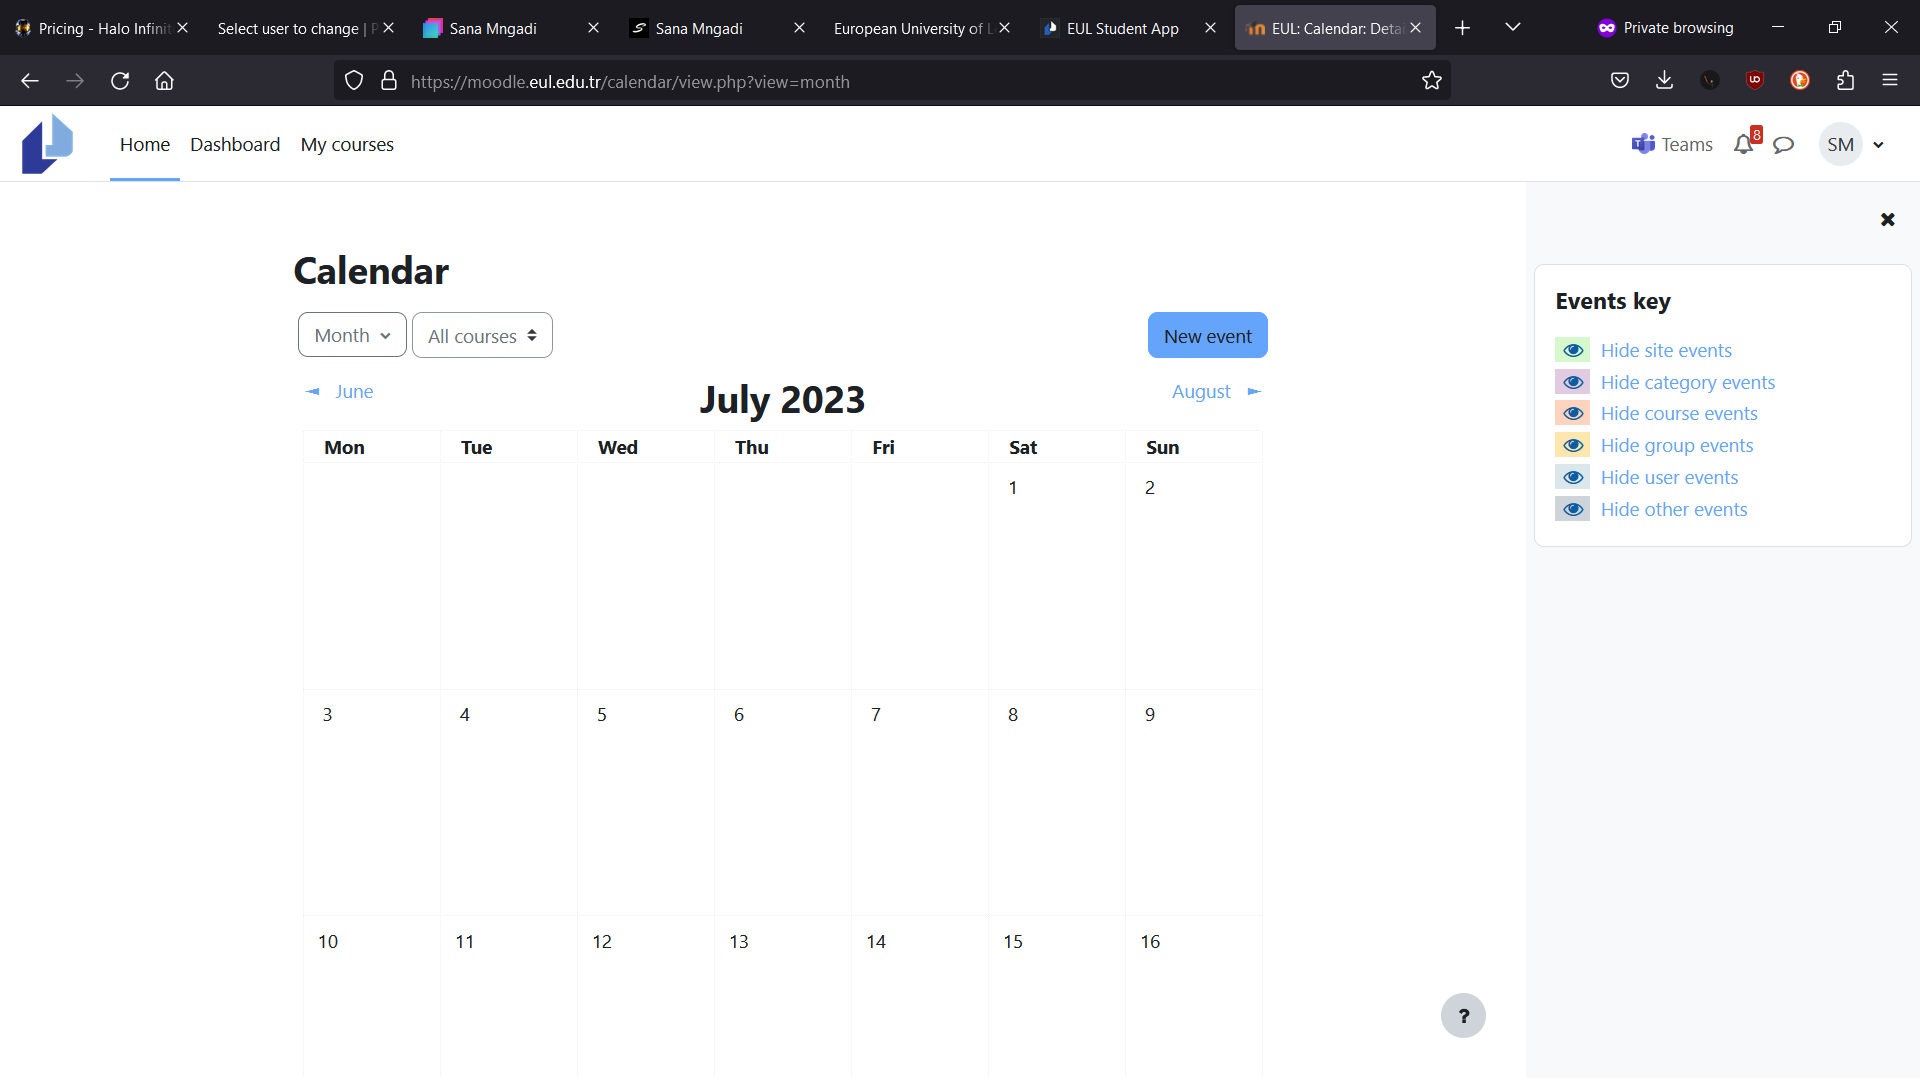 Pricing - Halo Infinit
Select user to change | P
Sana Mngadi
Sana Mngadi
European University of L
EUL Student App
EUL: Calendar: Detai
Private browsing
https://moodle.eul.edu.tr/calendar/view.php?view=month
Home
Dashboard
My courses
Teams
8
SM
Calendar
Month
All courses
New event
◄ June
July 2023
August ►
Mon Tue Wed Thu Fri Sat Sun
1 2
3 4 5 6 7 8 9
10 11 12 13 14 15 16
Events key
Hide site events
Hide category events
Hide course events
Hide group events
Hide user events
Hide other events
?